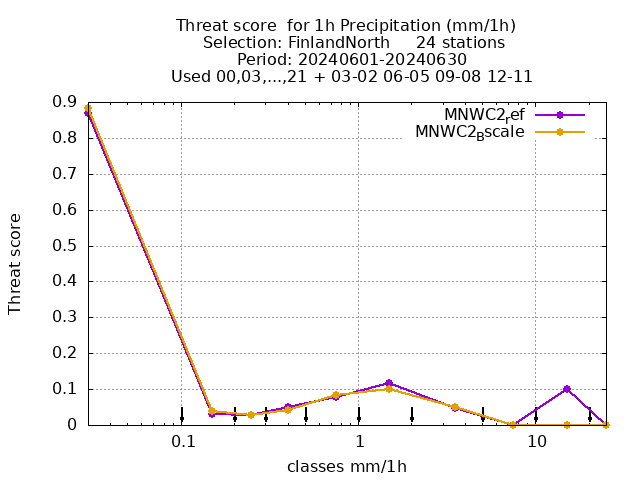 Threat score  for 1h Precipitation (mm/1h)
Selection: FinlandNorth     24 stations
Period: 20240601-20240630
Used 00,03,...,21 + 03-02 06-05 09-08 12-11
MNWC2ref
MNWC2Bscale
0.9
0.8
0.7
0.6
0.5
0.4
0.3
0.2
0.1
0
Threat score
0.1 1 10
classes mm/1h